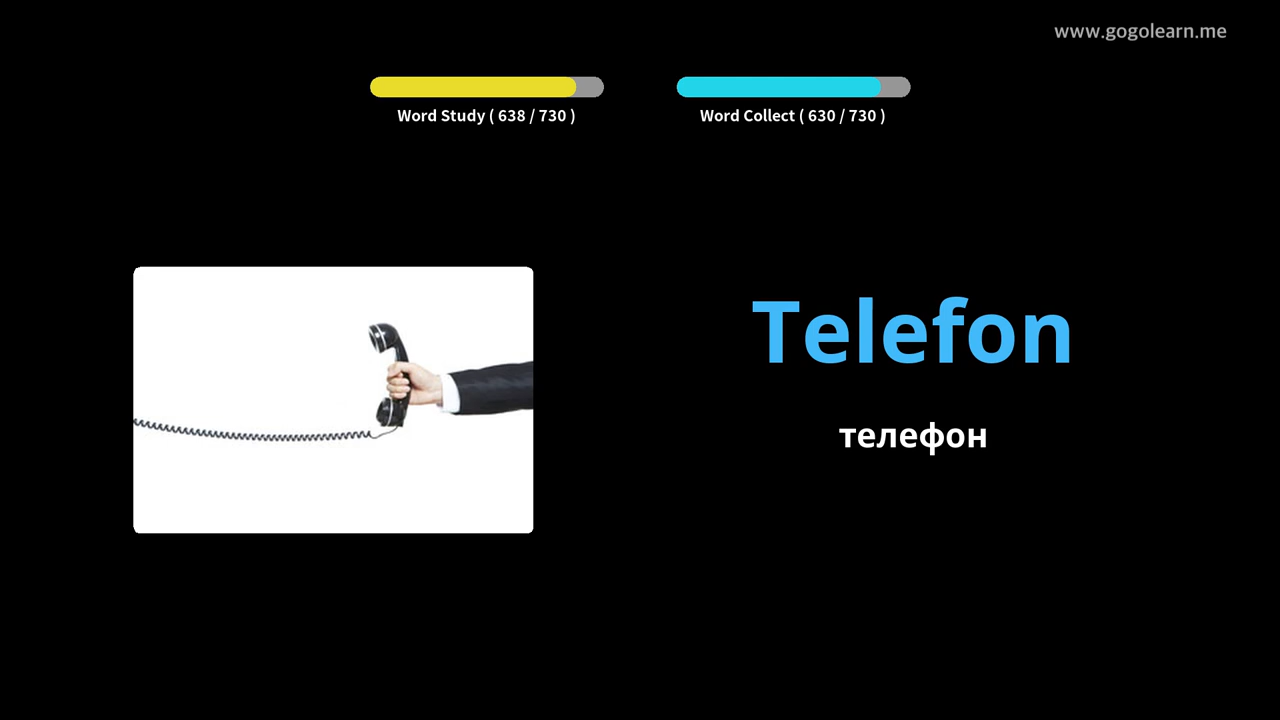 www.gogolearn.me
Word Study ( 638 / 730 )
Word Collect ( 630 / 730 )
Telefon
телефон